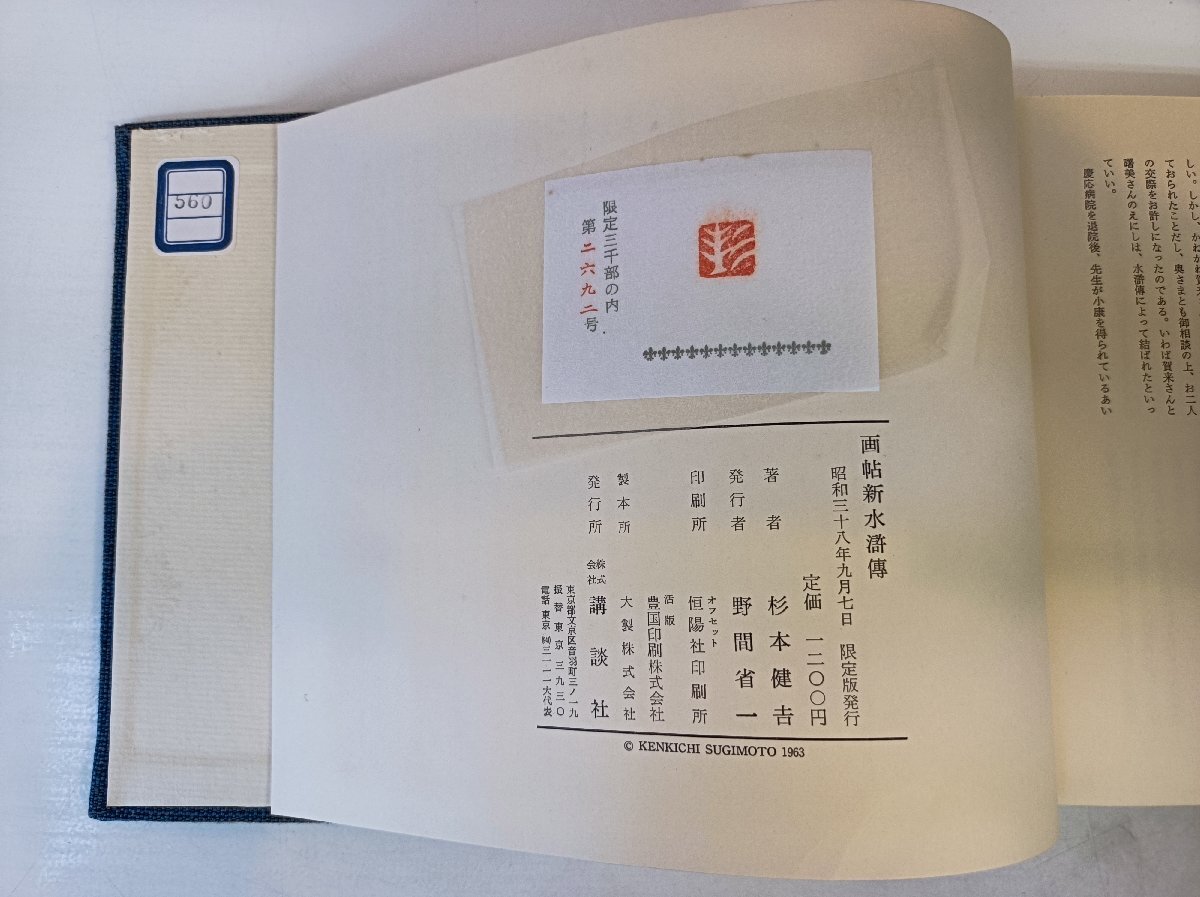 しい。しかし、かねがね賀来
ておられたことだし、奥さまとも御相談の上、お二人
の交際をお許しになったのである。いわば賀来さんと
曙美さんのえにしは、水滸傳によって結ばれたといっ
ていい。
慶応病院を退院後、先生が小康を得られているあい
限定三千部の内
第二六九二号
画帖新水滸傳
昭和三十八年九月七日 限定版発行
定価 一二〇〇円
著者 杉本健吉
発行者 野間省一
印刷所 オフセット 恒陽社印刷所
活版 豊国印刷株式会社
製本所 大製株式会社
発行所 株式会社 講談社
東京都文京区音羽町三ノ一九
振替東京三九三〇
電話東京(941)三一一一大代表
© KENKICHI SUGIMOTO 1963
560